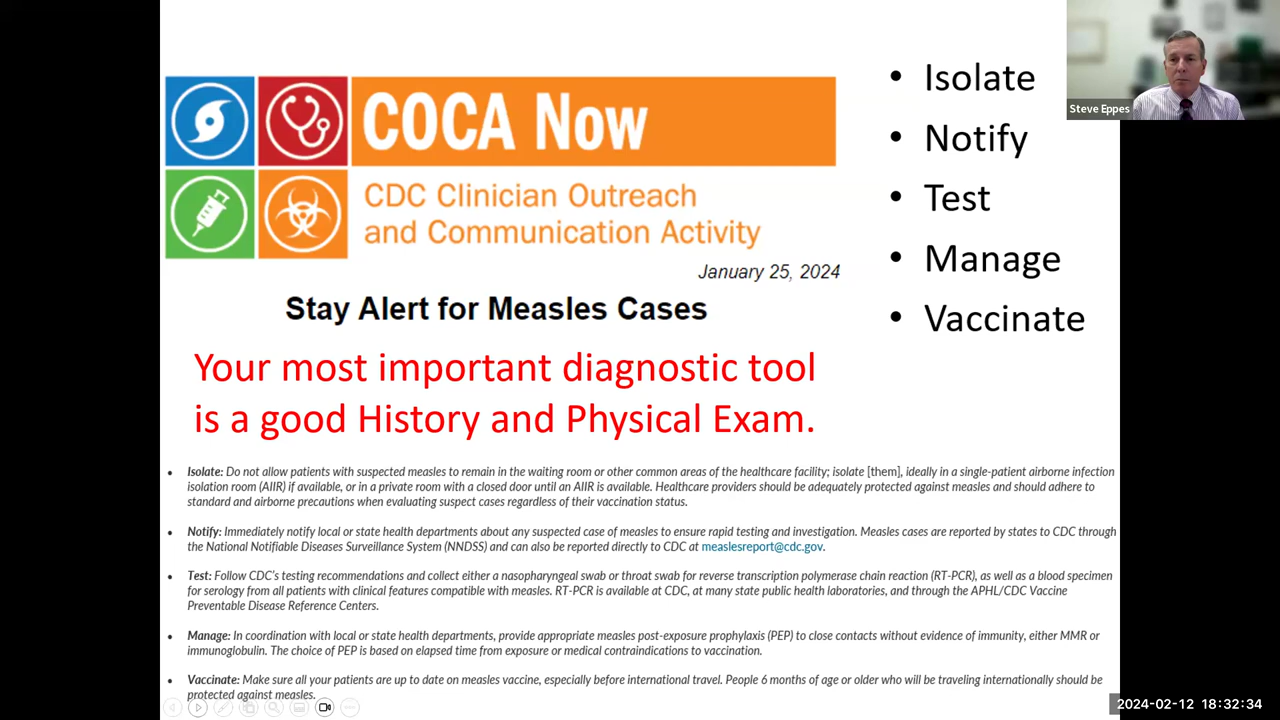 COCA Now
CDC Clinician Outreach
and Communication Activity
January 25, 2024
Stay Alert for Measles Cases
Your most important diagnostic tool
is a good History and Physical Exam.
• Isolate
• Notify
• Test
• Manage
• Vaccinate
Steve Eppes
• Isolate: Do not allow patients with suspected measles to remain in the waiting room or other common areas of the healthcare facility; isolate [them], ideally in a single-patient airborne infection
isolation room (AIIR) if available, or in a private room with a closed door until an AIIR is available. Healthcare providers should be adequately protected against measles and should adhere to
standard and airborne precautions when evaluating suspect cases regardless of their vaccination status.
• Notify: Immediately notify local or state health departments about any suspected case of measles to ensure rapid testing and investigation. Measles cases are reported by states to CDC through
the National Notifiable Diseases Surveillance System (NNDSS) and can also be reported directly to CDC at measlesreport@cdc.gov.
• Test: Follow CDC's testing recommendations and collect either a nasopharyngeal swab or throat swab for reverse transcription polymerase chain reaction (RT-PCR), as well as a blood specimen
for serology from all patients with clinical features compatible with measles. RT-PCR is available at CDC, at many state public health laboratories, and through the APHL/CDC Vaccine
Preventable Disease Reference Centers.
• Manage: In coordination with local or state health departments, provide appropriate measles post-exposure prophylaxis (PEP) to close contacts without evidence of immunity, either MMR or
immunoglobulin. The choice of PEP is based on elapsed time from exposure or medical contraindications to vaccination.
• Vaccinate: Make sure all your patients are up to date on measles vaccine, especially before international travel. People 6 months of age or older who will be traveling internationally should be
protected against measles.
2024-02-12 18:32:34